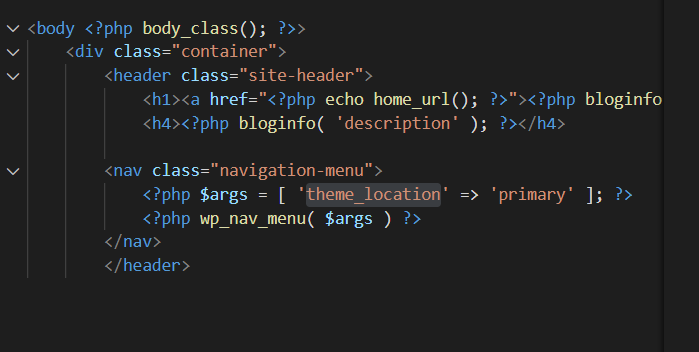 <body <?php body_class(); ?>>
<div class="container">
<header class="site-header">
<h1><a href="<?php echo home_url(); ?>"><?php bloginfo
<h4><?php bloginfo( 'description' ); ?></h4>
<nav class="navigation-menu">
<?php $args = [ 'theme_location' => 'primary' ]; ?>
<?php wp_nav_menu( $args ) ?>
</nav>
</header>